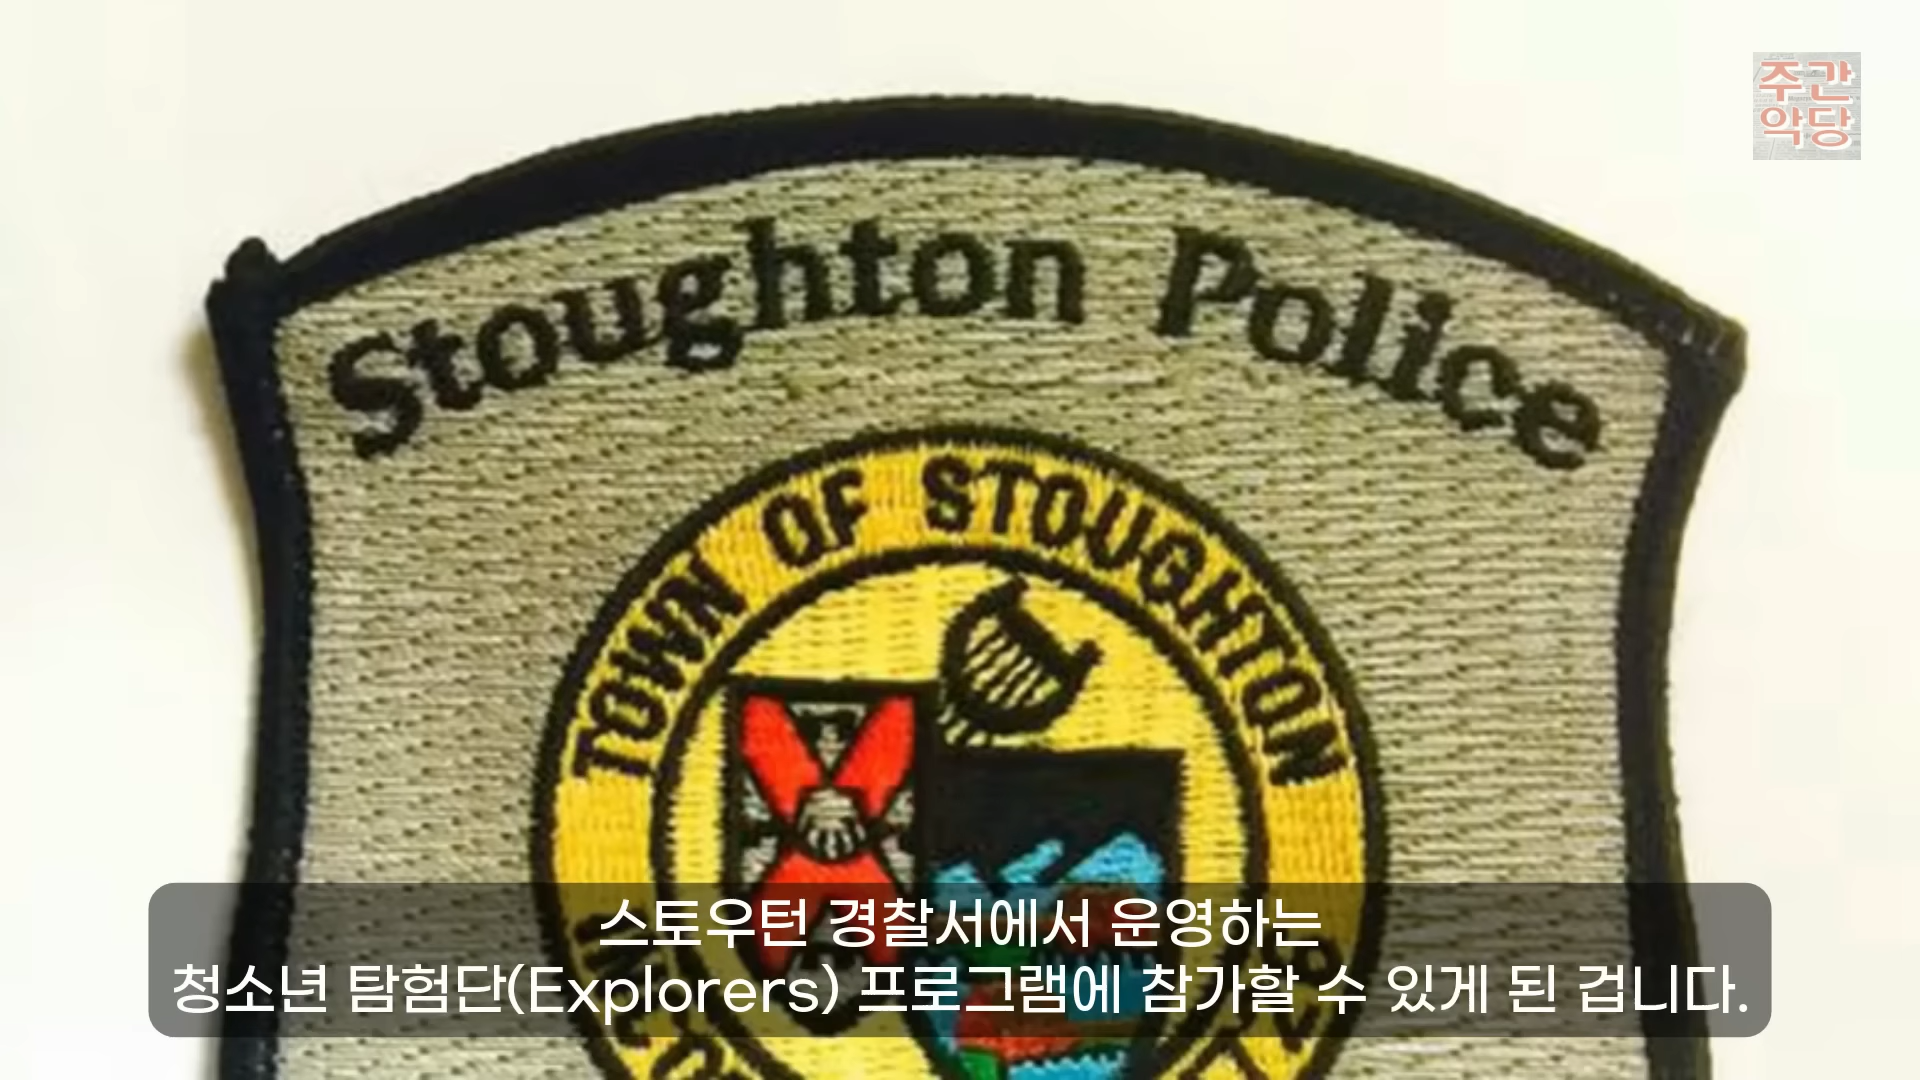 주간
악당
Stoughton Police
TOWN OF STOUGHTON
스토우턴 경찰서에서 운영하는
청소년 탐험단(Explorers) 프로그램에 참가할 수 있게 된 겁니다.